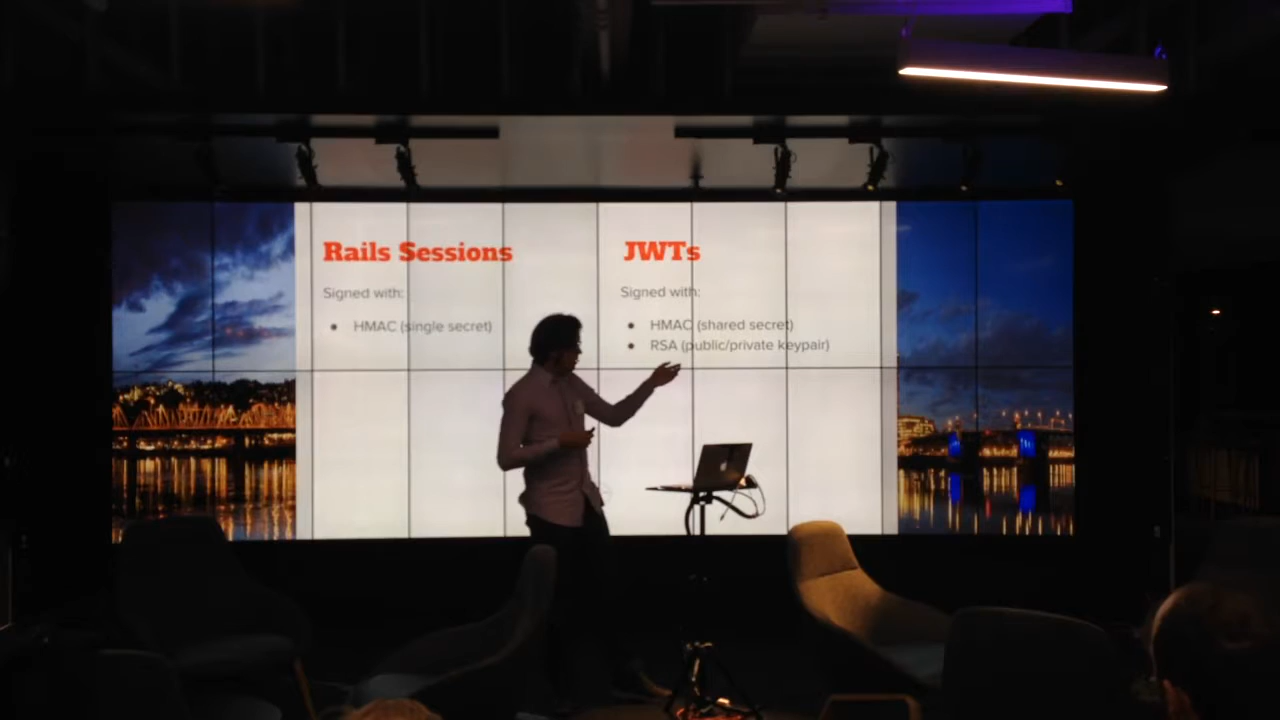 Rails Sessions
Signed with:
● HMAC (single secret)
JWTs
Signed with:
● HMAC (shared secret)
● RSA (public/private keypair)